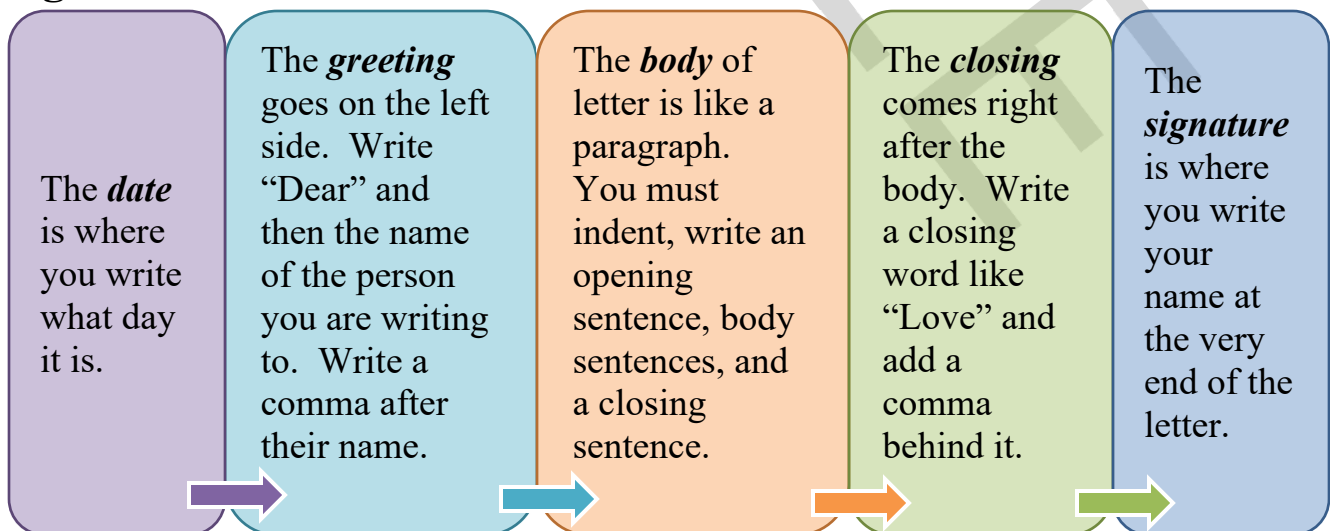 The date
is where
you write
what day
it is.
The greeting
goes on the left
side. Write
“Dear” and
then the name
of the person
you are writing
to. Write a
comma after
their name.
The body of
letter is like a
paragraph.
You must
indent, write an
opening
sentence, body
sentences, and
a closing
sentence.
The closing
comes right
after the
body. Write
a closing
word like
“Love” and
add a
comma
behind it.
The
signature
is where
you write
your
name at
the very
end of the
letter.